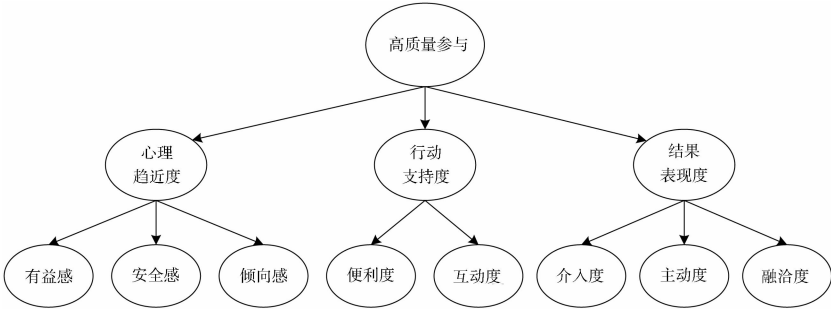 高质量参与
心理
趋近度
行动
支持度
结果
表现度
有益感
安全感
倾向感
便利度
互动度
介入度
主动度
融洽度